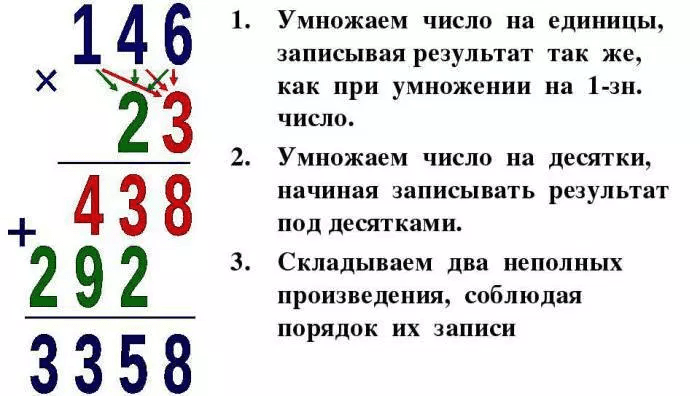 146
×
23
438
+
292
3358
1. Умножаем число на единицы,
записывая результат так же,
как при умножении на 1-зн.
число.
2. Умножаем число на десятки,
начиная записывать результат
под десятками.
3. Складываем два неполных
произведения, соблюдая
порядок их записи